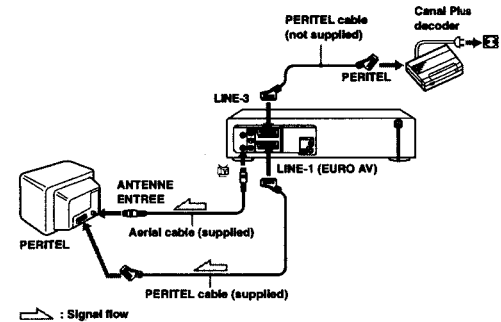 Canal Plus
decoder
PERITEL cable
(not supplied)
PERITEL
LINE-3
LINE-1 (EURO AV)
ANTENNE
ENTREE
Aerial cable (supplied)
PERITEL
PERITEL cable (supplied)
: Signal flow